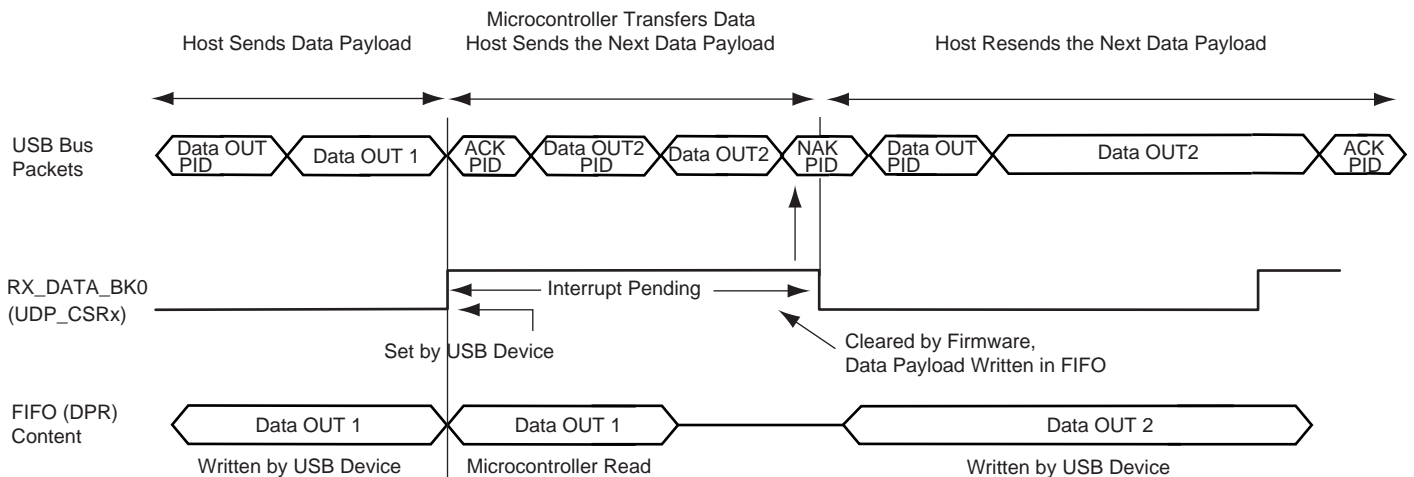 Microcontroller Transfers Data
Host Sends Data Payload
Host Sends the Next Data Payload
Host Resends the Next Data Payload
USB Bus
Packets
Data OUT
PID
Data OUT 1
ACK
PID
Data OUT2
PID
Data OUT2
NAK
PID
Data OUT
PID
Data OUT2
ACK
PID
RX_DATA_BK0
(UDP_CSRx)
Interrupt Pending
Set by USB Device
Cleared by Firmware,
Data Payload Written in FIFO
FIFO (DPR)
Content
Data OUT 1
Data OUT 1
Data OUT 2
Written by USB Device
Microcontroller Read
Written by USB Device